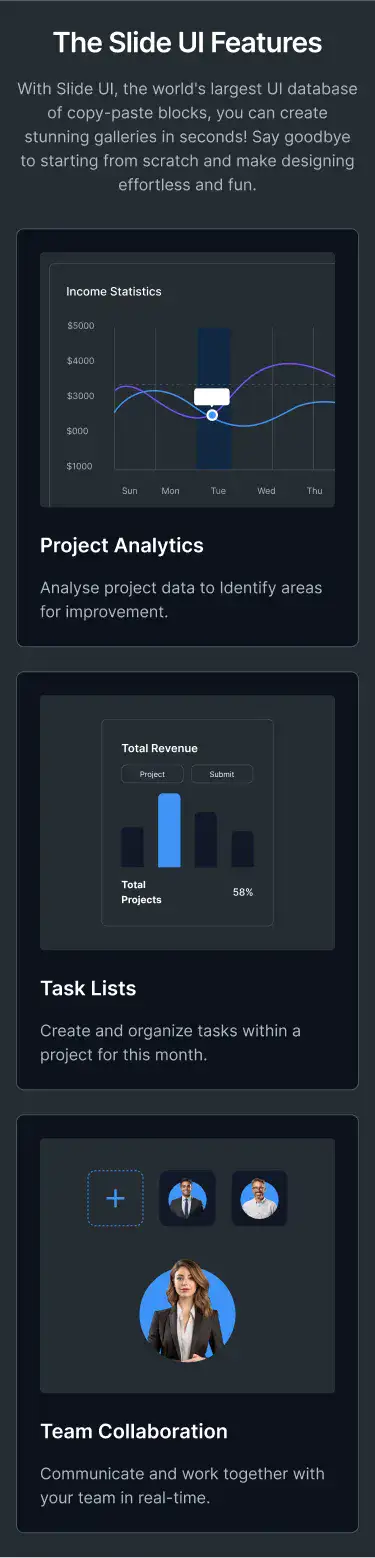 The Slide UI Features
With Slide UI, the world's largest UI database
of copy-paste blocks, you can create
stunning galleries in seconds! Say goodbye
to starting from scratch and make designing
effortless and fun.
Income Statistics
$5000
$4000
$3000
$000
$1000
Sun Mon Tue Wed Thu
Project Analytics
Analyse project data to Identify areas
for improvement.
Total Revenue
Project Submit
Total
Projects
58%
Task Lists
Create and organize tasks within a
project for this month.
Team Collaboration
Communicate and work together with
your team in real-time.